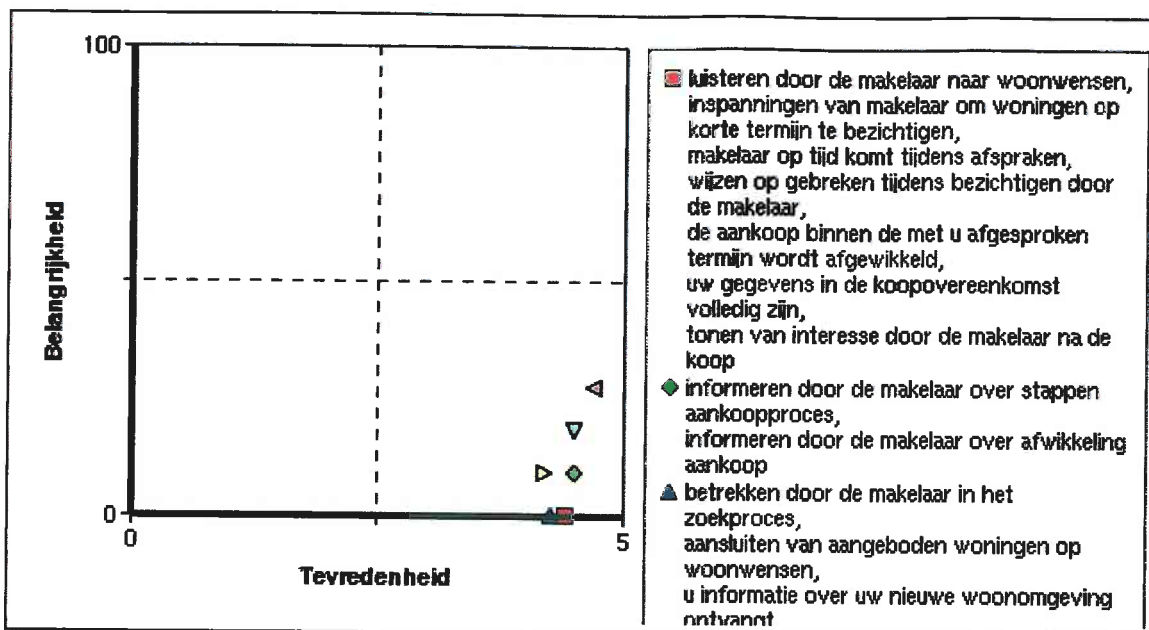 100
0
0
5
Belangrijkheid
Tevredenheid
luisteren door de makelaar naar woonwensen,
inspanningen van makelaar om woningen op
korte termijn te bezichtigen,
makelaar op tijd komt tijdens afspraken,
wijzen op gebreken tijdens bezichtigen door
de makelaar,
de aankoop binnen de met u afgesproken
termijn wordt afgewikkeld,
uw gegevens in de koopovereenkomst
volledig zijn,
tonen van interesse door de makelaar na de
koop
informeren door de makelaar over stappen
aankoopproces,
informeren door de makelaar over afwikkeling
aankoop
betrekken door de makelaar in het
zoekproces,
aansluiten van aangeboden woningen op
woonwensen,
u informatie over uw nieuwe woonomgeving
ontvangt